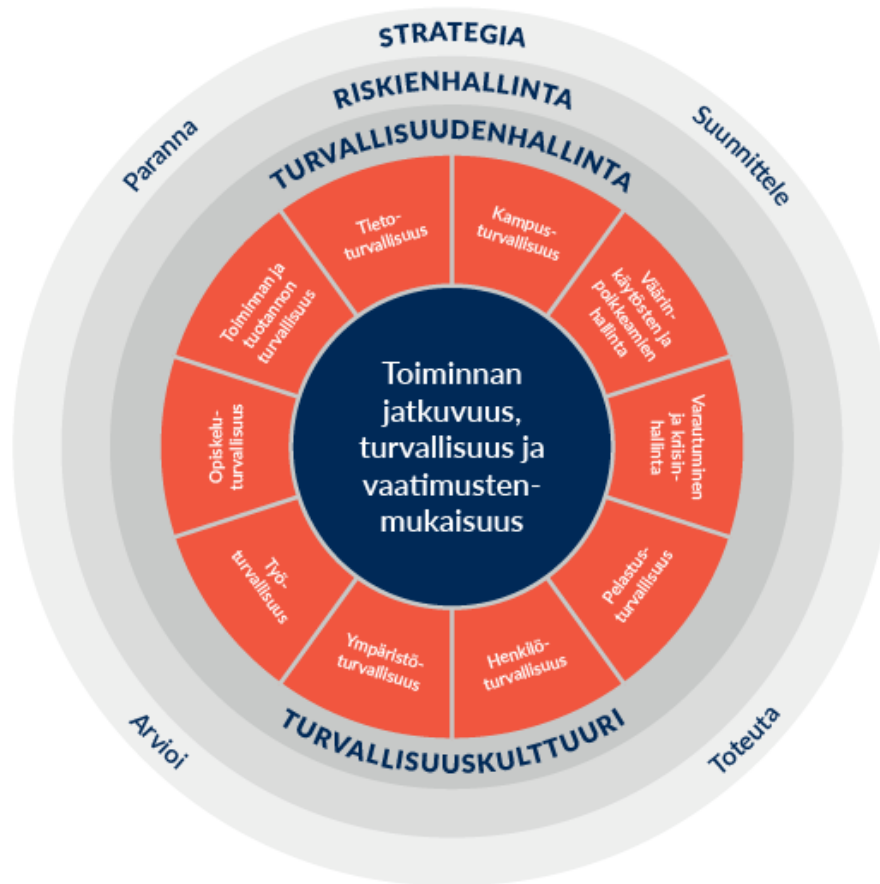 STRATEGIA
RISKIENHALLINTA
TURVALLISUUDENHALLINTA
Paranna
Suunnittele
Tieto-
turvallisuus
Kampus-
turvallisuus
Väärin-
käytösten ja
poikkeamien
hallinta
Varautuminen
ja kriisin-
hallinta
Pelastus-
turvallisuus
Henkilö-
turvallisuus
Ympäristö-
turvallisuus
Työ-
turvallisuus
Opiskelu-
turvallisuus
Toiminnan ja
tuotannon
turvallisuus
Toiminnan
jatkuvuus,
turvallisuus ja
vaatimusten-
mukaisuus
TURVALLISUUSKULTTUURI
Arvioi
Toteuta